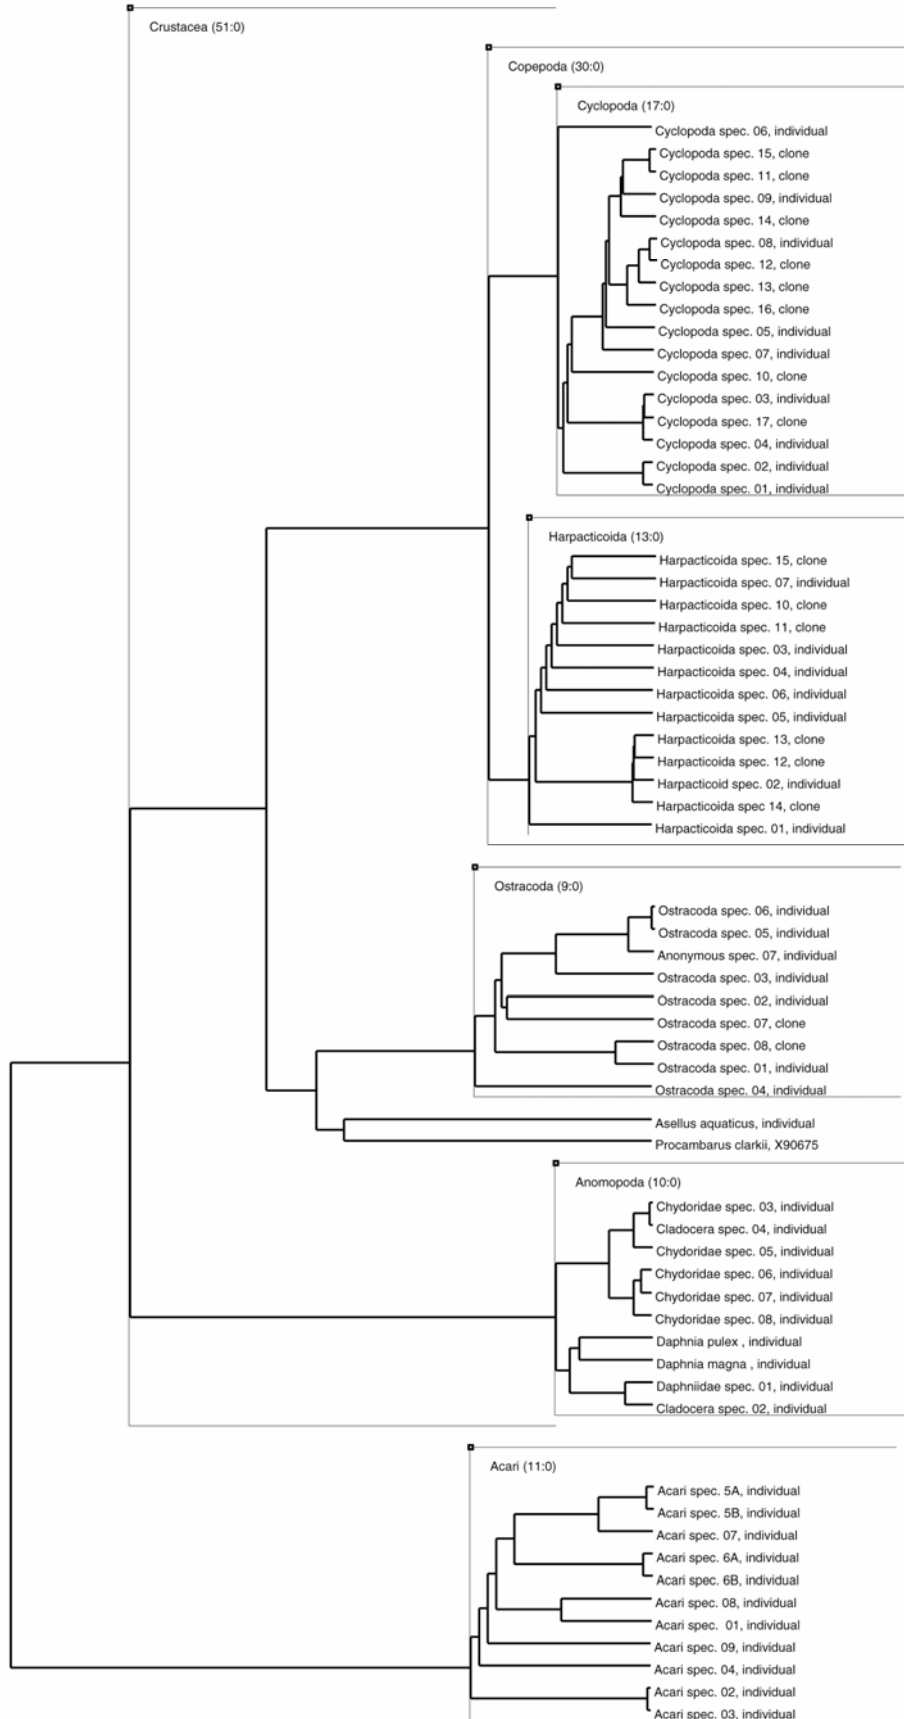 Crustacea (51:0)
Copepoda (30:0)
Cyclopoda (17:0)
Cyclopoda spec. 06, individual
Cyclopoda spec. 15, clone
Cyclopoda spec. 11, clone
Cyclopoda spec. 09, individual
Cyclopoda spec. 14, clone
Cyclopoda spec. 08, individual
Cyclopoda spec. 12, clone
Cyclopoda spec. 13, clone
Cyclopoda spec. 16, clone
Cyclopoda spec. 05, individual
Cyclopoda spec. 07, individual
Cyclopoda spec. 10, clone
Cyclopoda spec. 03, individual
Cyclopoda spec. 17, clone
Cyclopoda spec. 04, individual
Cyclopoda spec. 02, individual
Cyclopoda spec. 01, individual
Harpacticoida (13:0)
Harpacticoida spec. 15, clone
Harpacticoida spec. 07, individual
Harpacticoida spec. 10, clone
Harpacticoida spec. 11, clone
Harpacticoida spec. 03, individual
Harpacticoida spec. 04, individual
Harpacticoida spec. 06, individual
Harpacticoida spec. 05, individual
Harpacticoida spec. 13, clone
Harpacticoida spec. 12, clone
Harpacticoid spec. 02, individual
Harpacticoida spec 14, clone
Harpacticoida spec. 01, individual
Ostracoda (9:0)
Ostracoda spec. 06, individual
Ostracoda spec. 05, individual
Anonymous spec. 07, individual
Ostracoda spec. 03, individual
Ostracoda spec. 02, individual
Ostracoda spec. 07, clone
Ostracoda spec. 08, clone
Ostracoda spec. 01, individual
Ostracoda spec. 04, individual
Asellus aquaticus, individual
Procambarus clarkii, X90675
Anomopoda (10:0)
Chydoridae spec. 03, individual
Cladocera spec. 04, individual
Chydoridae spec. 05, individual
Chydoridae spec. 06, individual
Chydoridae spec. 07, individual
Chydoridae spec. 08, individual
Daphnia pulex , individual
Daphnia magna , individual
Daphniidae spec. 01, individual
Cladocera spec. 02, individual
Acari (11:0)
Acari spec. 5A, individual
Acari spec. 5B, individual
Acari spec. 07, individual
Acari spec. 6A, individual
Acari spec. 6B, individual
Acari spec. 08, individual
Acari spec.  01, individual
Acari spec. 09, individual
Acari spec. 04, individual
Acari spec. 02, individual
Acari spec. 03, individual